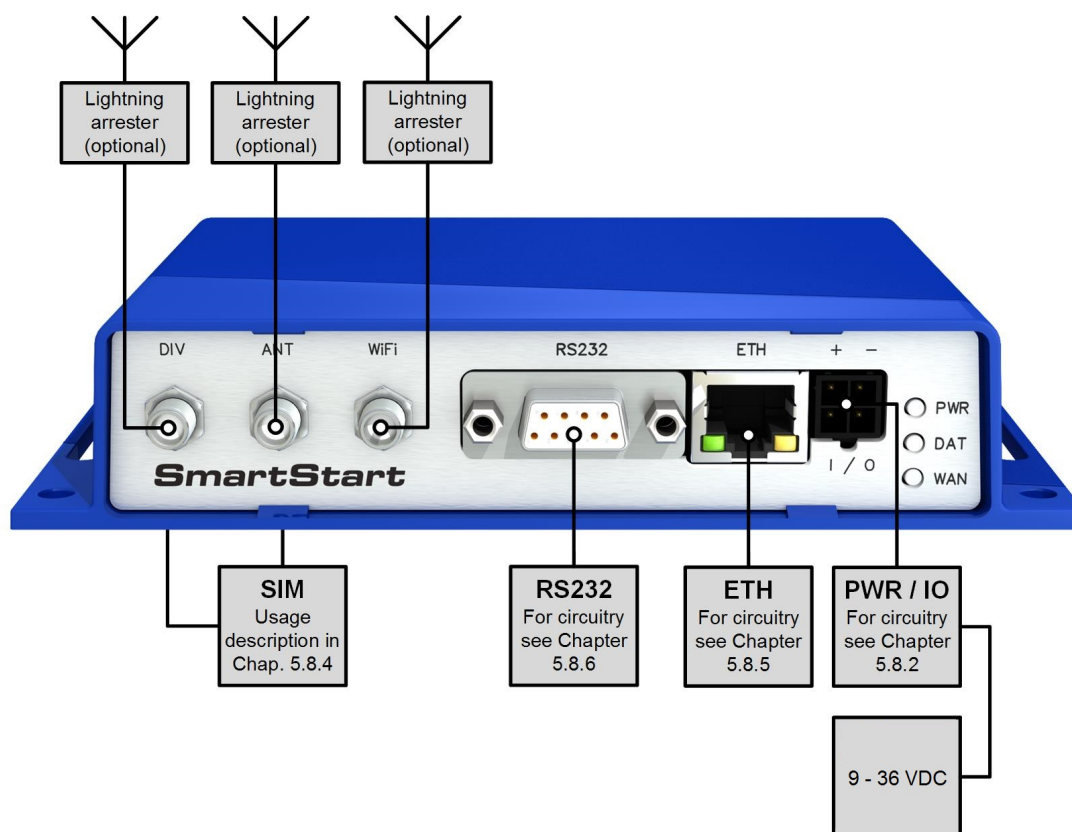 Lightning
arrester
(optional)
Lightning
arrester
(optional)
Lightning
arrester
(optional)
DIV
ANT
WiFi
RS232
ETH
+ -
PWR
DAT
WAN
I / O
SmartStart
SIM
Usage
description in
Chap. 5.8.4
RS232
For circuitry
see Chapter
5.8.6
ETH
For circuitry
see Chapter
5.8.5
PWR / IO
For circuitry
see Chapter
5.8.2
9 - 36 VDC